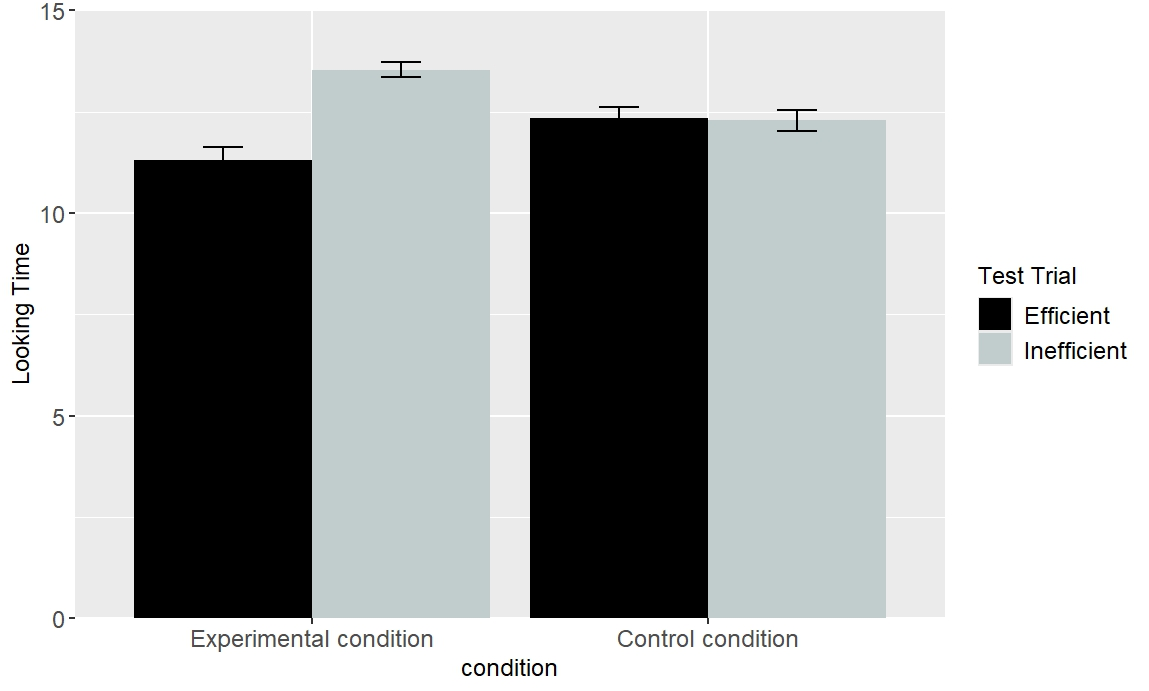 15
10
5
0
Looking Time
Experimental condition
Control condition
condition
Test Trial
Efficient
Inefficient